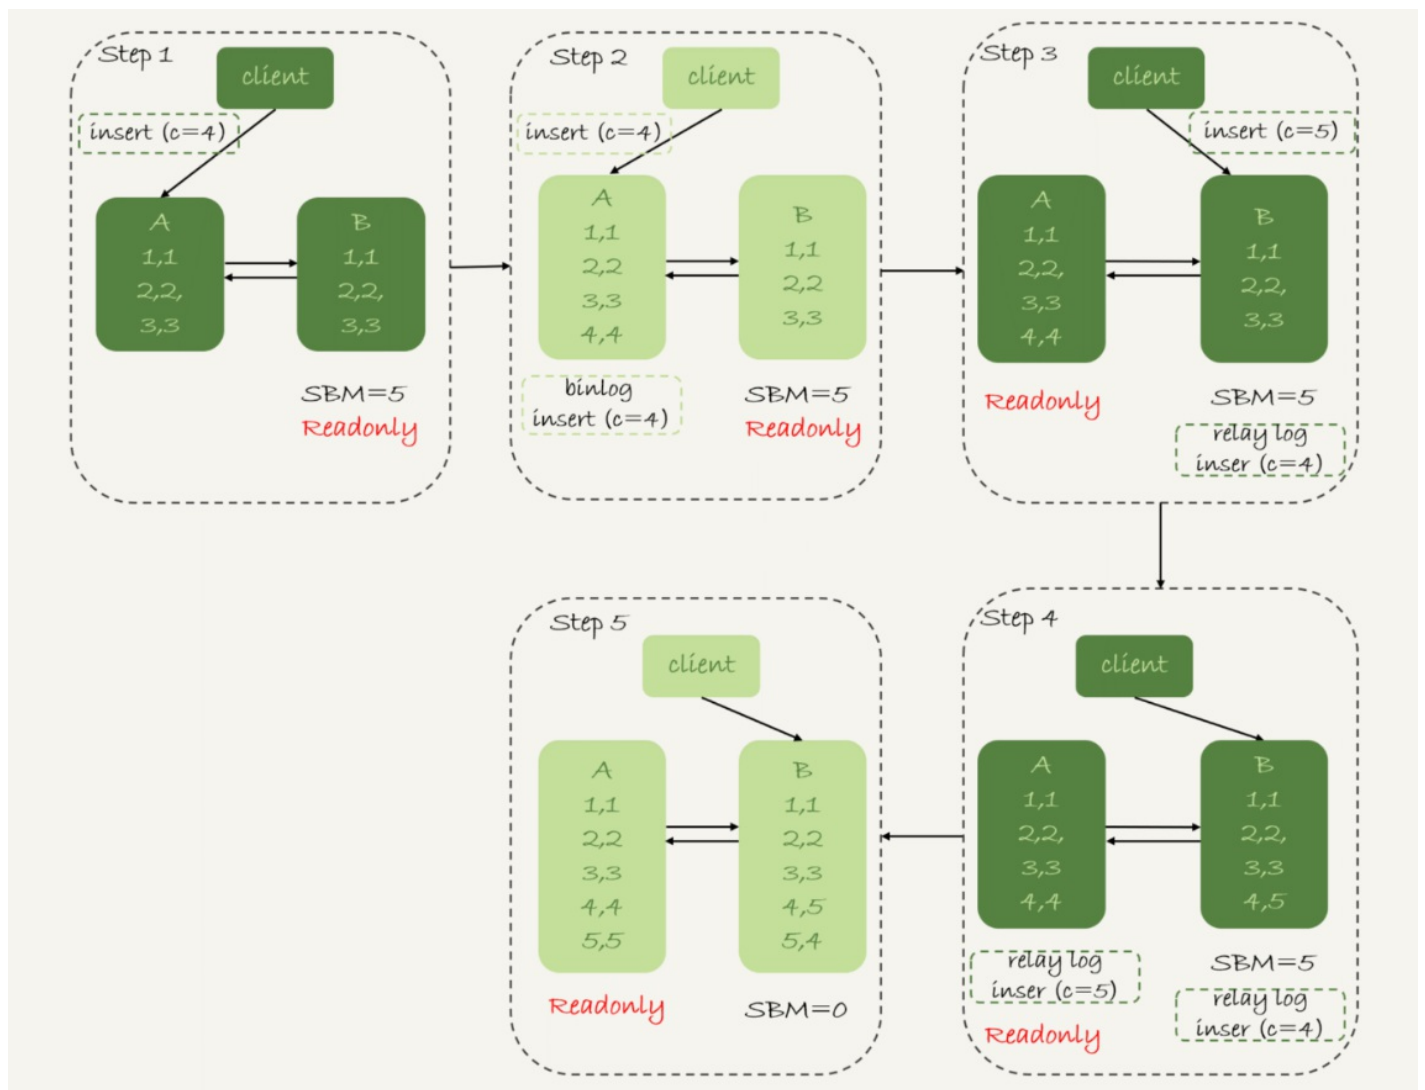 Step 1
client
insert (c=4)
A
1,1
2,2,
3,3
B
1,1
2,2,
3,3
SBM=5
Readonly
Step 2
client
insert (c=4)
A
1,1
2,2
3,3
4,4
B
1,1
2,2
3,3
binlog
insert (c=4)
SBM=5
Readonly
Step 3
client
insert (c=5)
A
1,1
2,2,
3,3
4,4
B
1,1
2,2,
3,3
Readonly
SBM=5
relay log
inser (c=4)
Step 4
client
A
1,1
2,2,
3,3
4,4
B
1,1
2,2,
3,3
4,5
relay log
inser (c=5)
Readonly
SBM=5
relay log
inser (c=4)
Step 5
client
A
1,1
2,2
3,3
4,4
5,5
B
1,1
2,2
3,3
4,5
5,4
Readonly
SBM=0